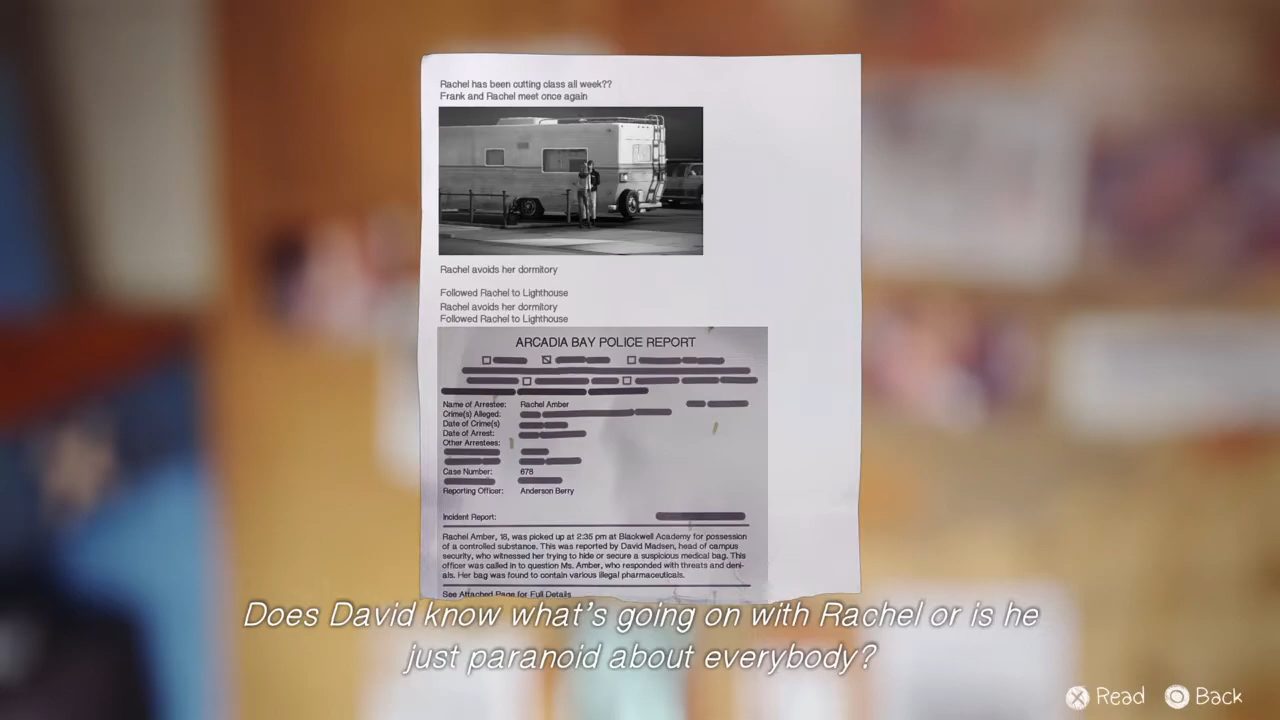 Rachel has been cutting class all week??
Frank and Rachel meet once again
Rachel avoids her dormitory
Followed Rachel to Lighthouse
Rachel avoids her dormitory
Followed Rachel to Lighthouse
ARCADIA BAY POLICE REPORT
Name of Arrestee: Rachel Amber
Crime(s) Alleged:
Date of Crime(s)
Date of Arrest:
Other Arrestees:
Case Number: 678
Reporting Officer: Anderson Berry
Incident Report:
Rachel Amber, 18, was picked up at 2:35 pm at Blackwell Academy for possession
of a controlled substance. This was reported by David Madsen, head of campus
security, who witnessed her trying to hide or secure a suspicious medical bag. This
officer was called in to question Ms. Amber, who responded with threats and deni-
als. Her bag was found to contain various illegal pharmaceuticals.
See Attached Page for Full Details
Does David know what's going on with Rachel or is he
just paranoid about everybody?
Read Back